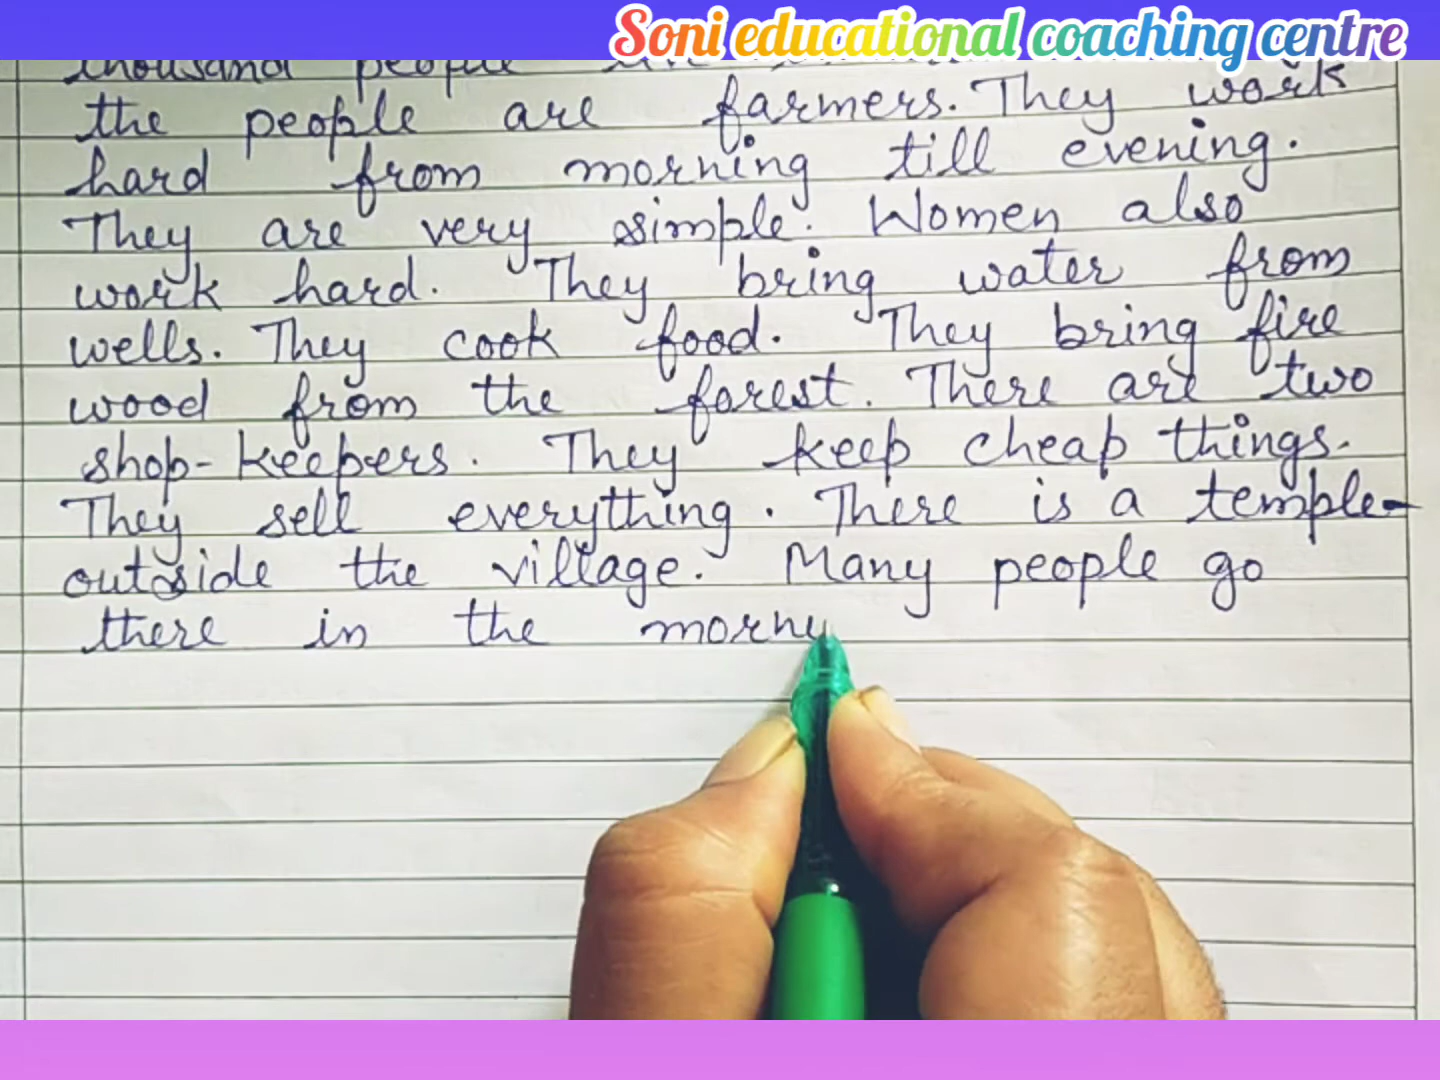 Soni educational coaching centre
thousand people
the people are farmers. They work
hard from morning till evening.
They are very simple. Women also
work hard. They bring water from
wells. They cook food. They bring fire
wood from the forest. There are two
shop-keepers. They keep cheap things.
They sell everything. There is a temple
outside the village. Many people go
there in the morn